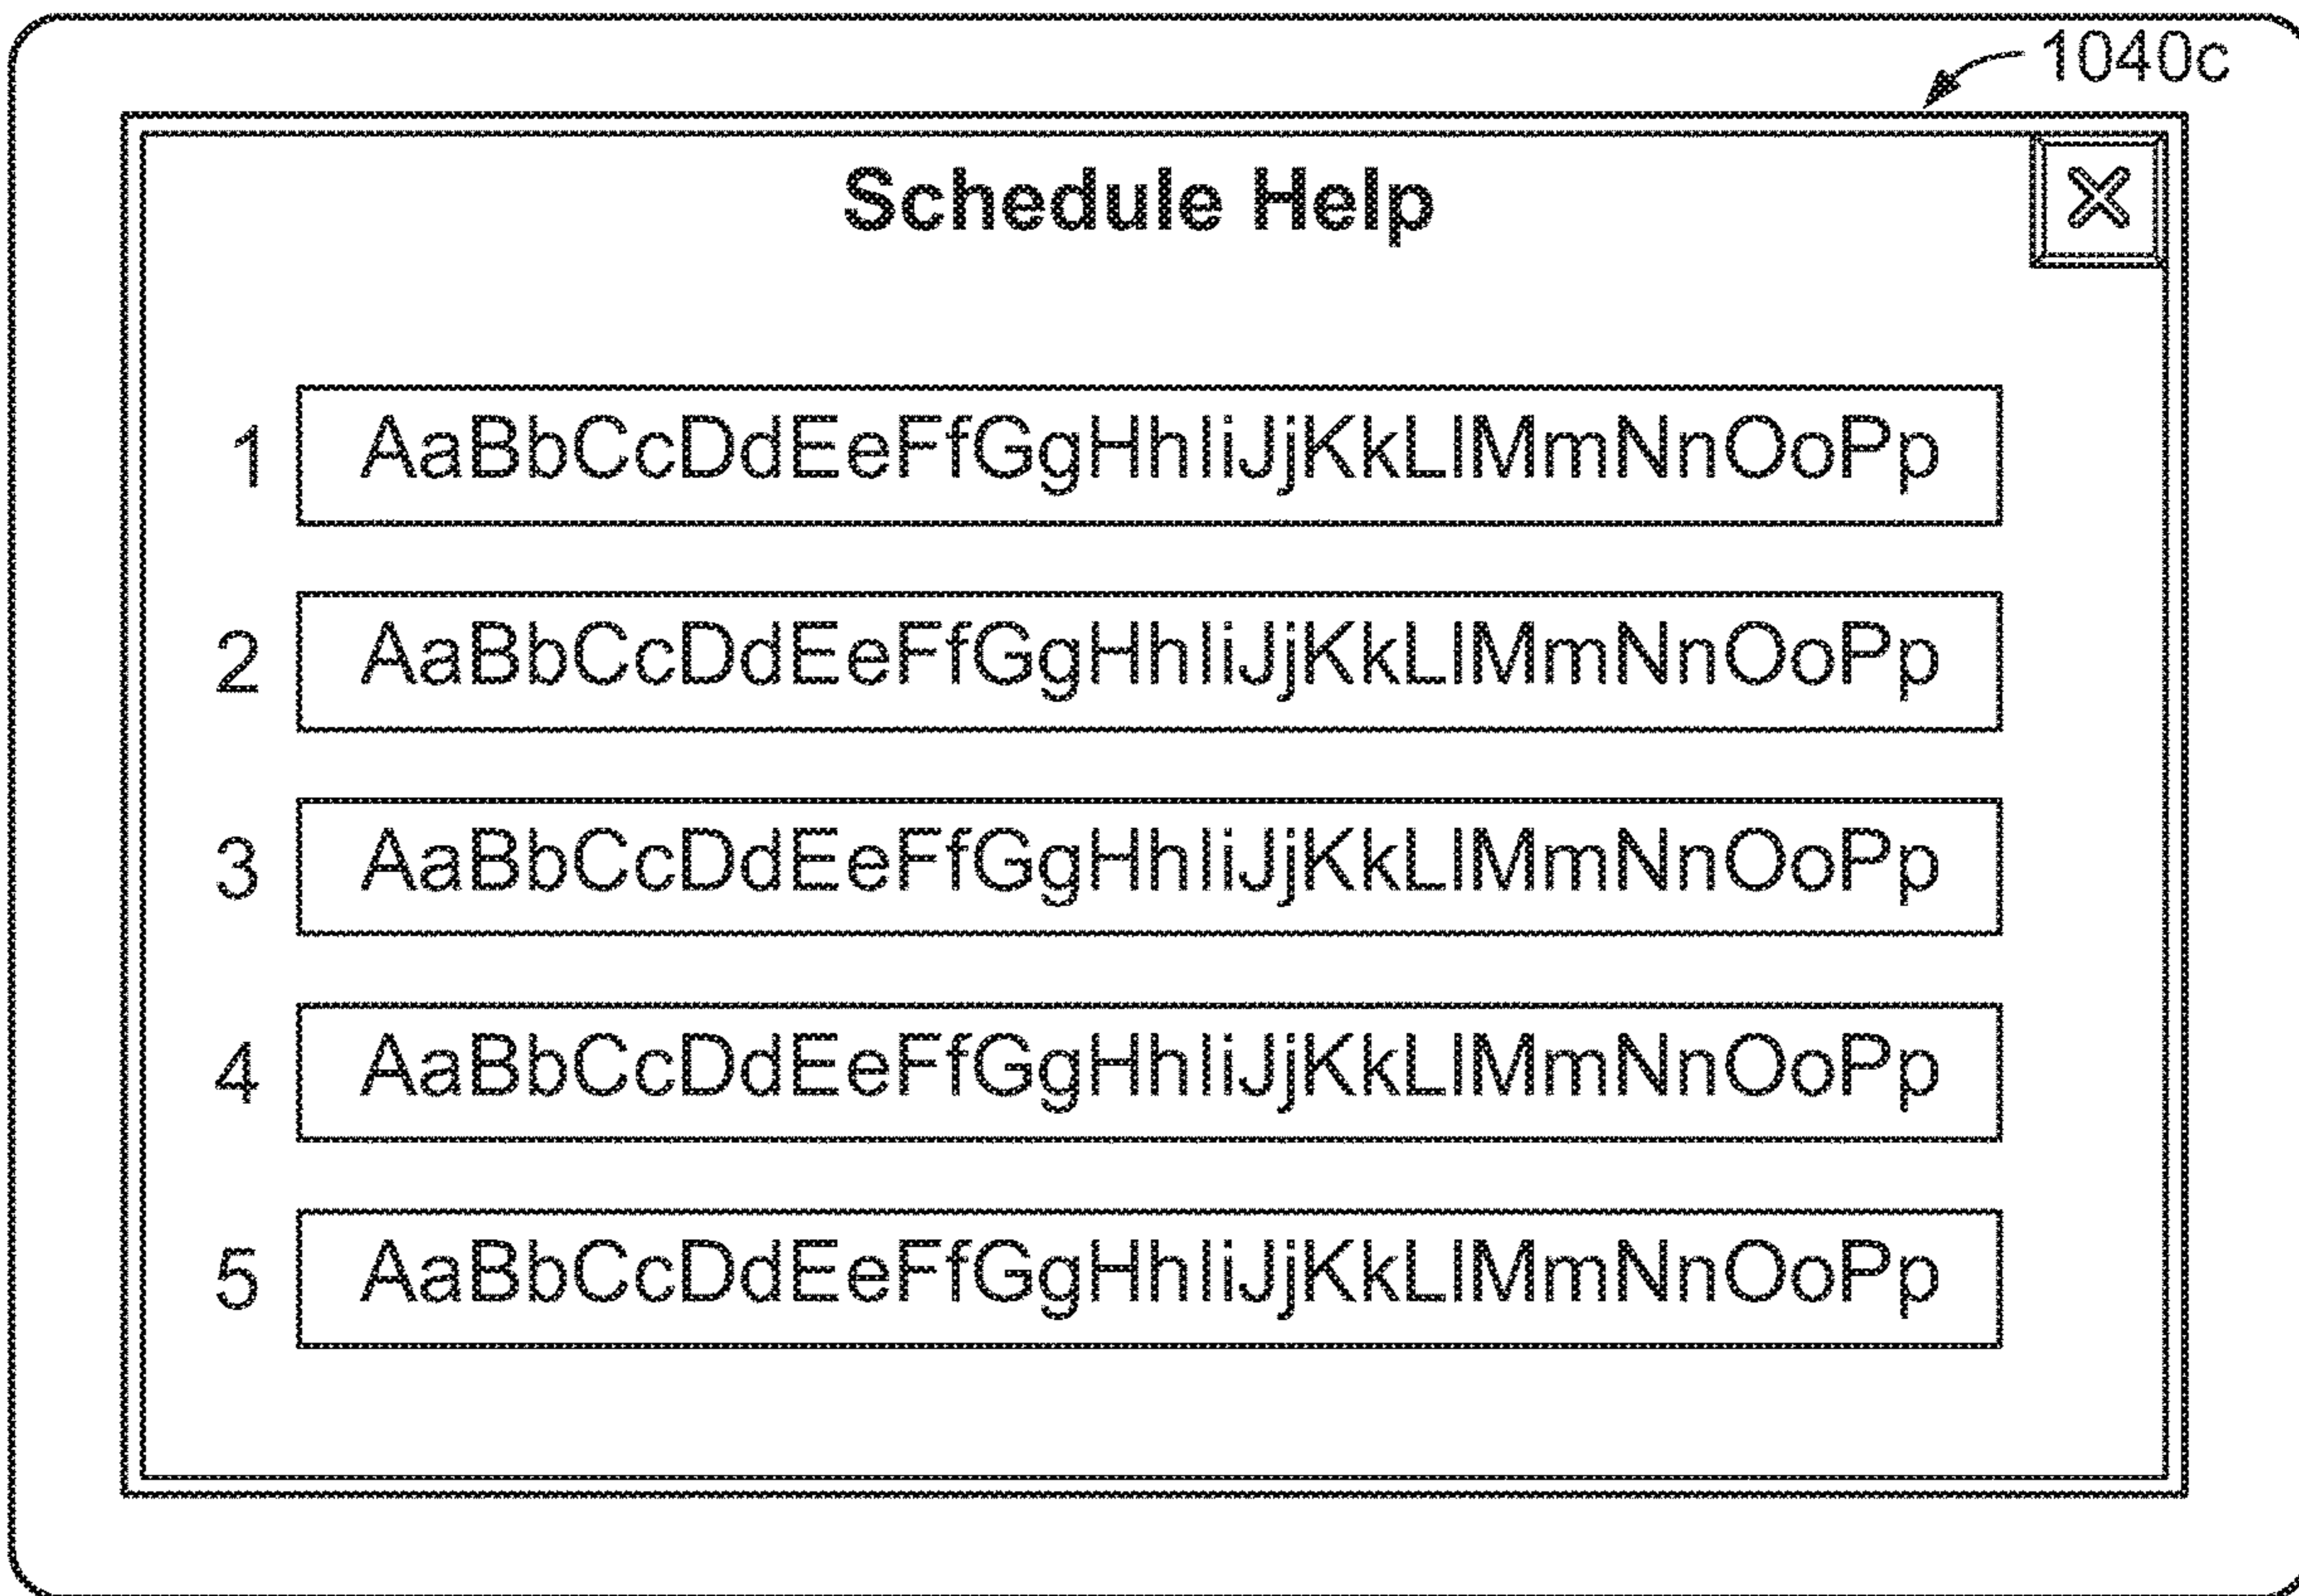 1040c
Schedule Help
1 AaBbCcDdEeFfGgHhIiJjKkLlMmNnOoPp
2 AaBbCcDdEeFfGgHhIiJjKkLlMmNnOoPp
3 AaBbCcDdEeFfGgHhIiJjKkLlMmNnOoPp
4 AaBbCcDdEeFfGgHhIiJjKkLlMmNnOoPp
5 AaBbCcDdEeFfGgHhIiJjKkLlMmNnOoPp